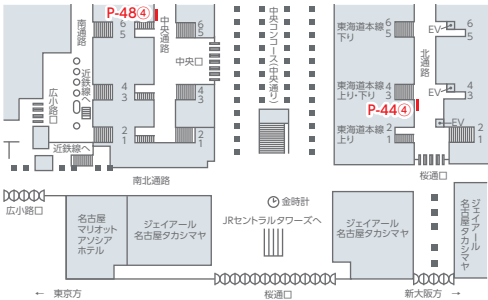 P-48④
南通路
中央通路
6
5
6
5
中央口
中央コンコース(中央通り)
東海道本線
下り
6
5
EV
6
5
北通路
近鉄線へ
広小路口
4
3
4
3
東海道本線
上り・下り
4
3
EV
4
3
P-44④
東海道本線
上り
2
1
EV
2
1
2
1
2
1
近鉄線へ
南北通路
桜通口
広小路口
名古屋
マリオット
アソシア
ホテル
ジェイアール
名古屋タカシマヤ
金時計
JRセントラルタワーズへ
ジェイアール
名古屋タカシマヤ
ジェイアール
名古屋タカシマヤ
← 東京方
桜通口
新大阪方 →